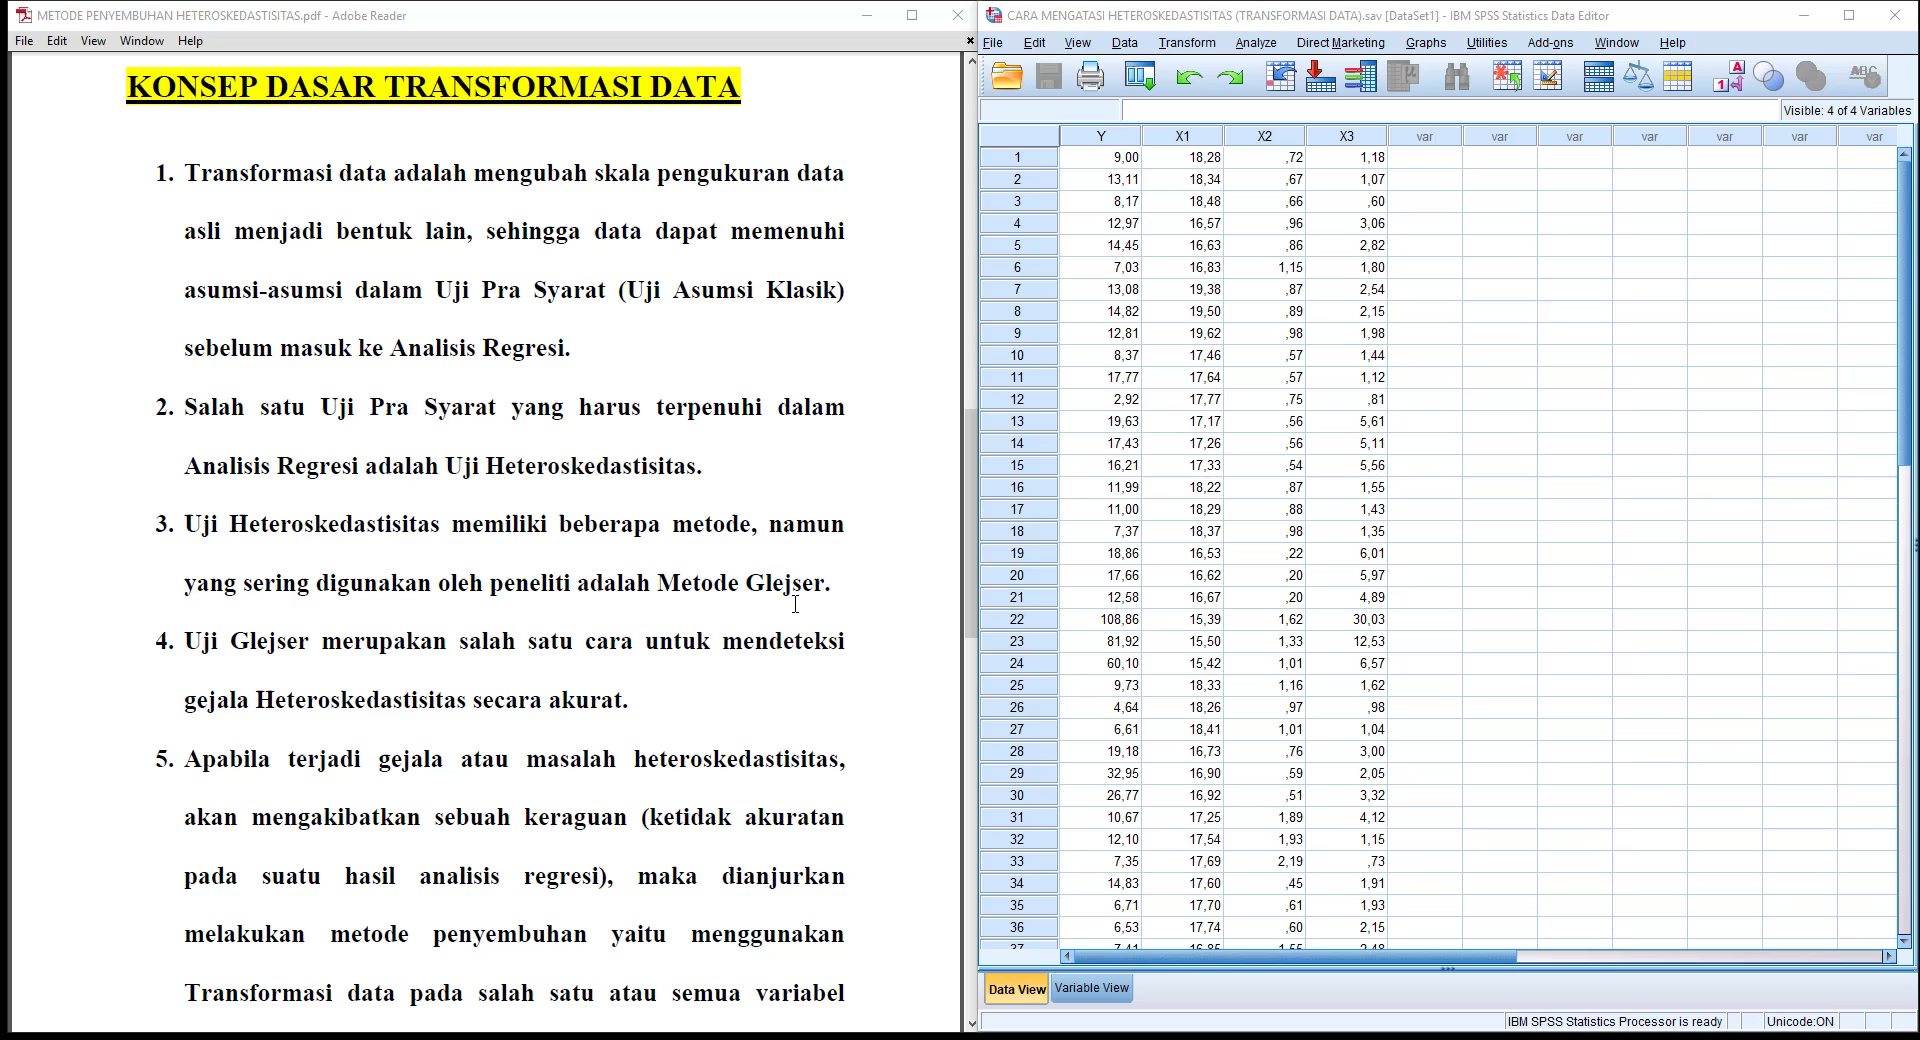 METODE PENYEMBUHAN HETEROSKEDASTISITAS.pdf - Adobe Reader
File Edit View Window Help
KONSEP DASAR TRANSFORMASI DATA
1. Transformasi data adalah mengubah skala pengukuran data
asli menjadi bentuk lain, sehingga data dapat memenuhi
asumsi-asumsi dalam Uji Pra Syarat (Uji Asumsi Klasik)
sebelum masuk ke Analisis Regresi.
2. Salah satu Uji Pra Syarat yang harus terpenuhi dalam
Analisis Regresi adalah Uji Heteroskedastisitas.
3. Uji Heteroskedastisitas memiliki beberapa metode, namun
yang sering digunakan oleh peneliti adalah Metode Glejser.
4. Uji Glejser merupakan salah satu cara untuk mendeteksi
gejala Heteroskedastisitas secara akurat.
5. Apabila terjadi gejala atau masalah heteroskedastisitas,
akan mengakibatkan sebuah keraguan (ketidak akuratan
pada suatu hasil analisis regresi), maka dianjurkan
melakukan metode penyembuhan yaitu menggunakan
Transformasi data pada salah satu atau semua variabel
CARA MENGATASI HETEROSKEDASTISITAS (TRANSFORMASI DATA).sav [DataSet1] - IBM SPSS Statistics Data Editor
File Edit View Data Transform Analyze Direct Marketing Graphs Utilities Add-ons Window Help
Visible: 4 of 4 Variables
Y X1 X2 X3 var var var var var var var
1 9,00 18,28 ,72 1,18
2 13,11 18,34 ,67 1,07
3 8,17 18,48 ,66 ,60
4 12,97 16,57 ,96 3,06
5 14,45 16,63 ,86 2,82
6 7,03 16,83 1,15 1,80
7 13,08 19,38 ,87 2,54
8 14,82 19,50 ,89 2,15
9 12,81 19,62 ,98 1,98
10 8,37 17,46 ,57 1,44
11 17,77 17,64 ,57 1,12
12 2,92 17,77 ,75 ,81
13 19,63 17,17 ,56 5,61
14 17,43 17,26 ,56 5,11
15 16,21 17,33 ,54 5,56
16 11,99 18,22 ,87 1,55
17 11,00 18,29 ,88 1,43
18 7,37 18,37 ,98 1,35
19 18,86 16,53 ,22 6,01
20 17,66 16,62 ,20 5,97
21 12,58 16,67 ,20 4,89
22 108,86 15,39 1,62 30,03
23 81,92 15,50 1,33 12,53
24 60,10 15,42 1,01 6,57
25 9,73 18,33 1,16 1,62
26 4,64 18,26 ,97 ,98
27 6,61 18,41 1,01 1,04
28 19,18 16,73 ,76 3,00
29 32,95 16,90 ,59 2,05
30 26,77 16,92 ,51 3,32
31 10,67 17,25 1,89 4,12
32 12,10 17,54 1,93 1,15
33 7,35 17,69 2,19 ,73
34 14,83 17,60 ,45 1,91
35 6,71 17,70 ,61 1,93
36 6,53 17,74 ,60 2,15
Data View Variable View
IBM SPSS Statistics Processor is ready Unicode:ON